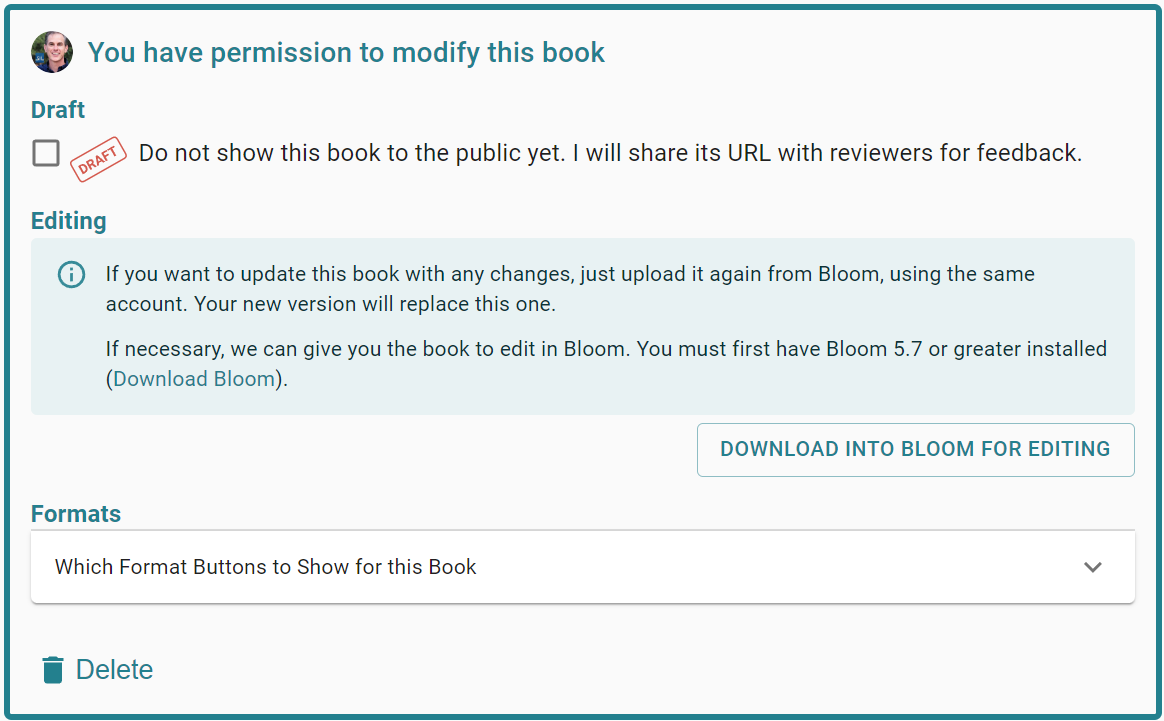 You have permission to modify this book
Draft
DRAFT Do not show this book to the public yet. I will share its URL with reviewers for feedback.
Editing
If you want to update this book with any changes, just upload it again from Bloom, using the same
account. Your new version will replace this one.
If necessary, we can give you the book to edit in Bloom. You must first have Bloom 5.7 or greater installed
(Download Bloom).
DOWNLOAD INTO BLOOM FOR EDITING
Formats
Which Format Buttons to Show for this Book
Delete